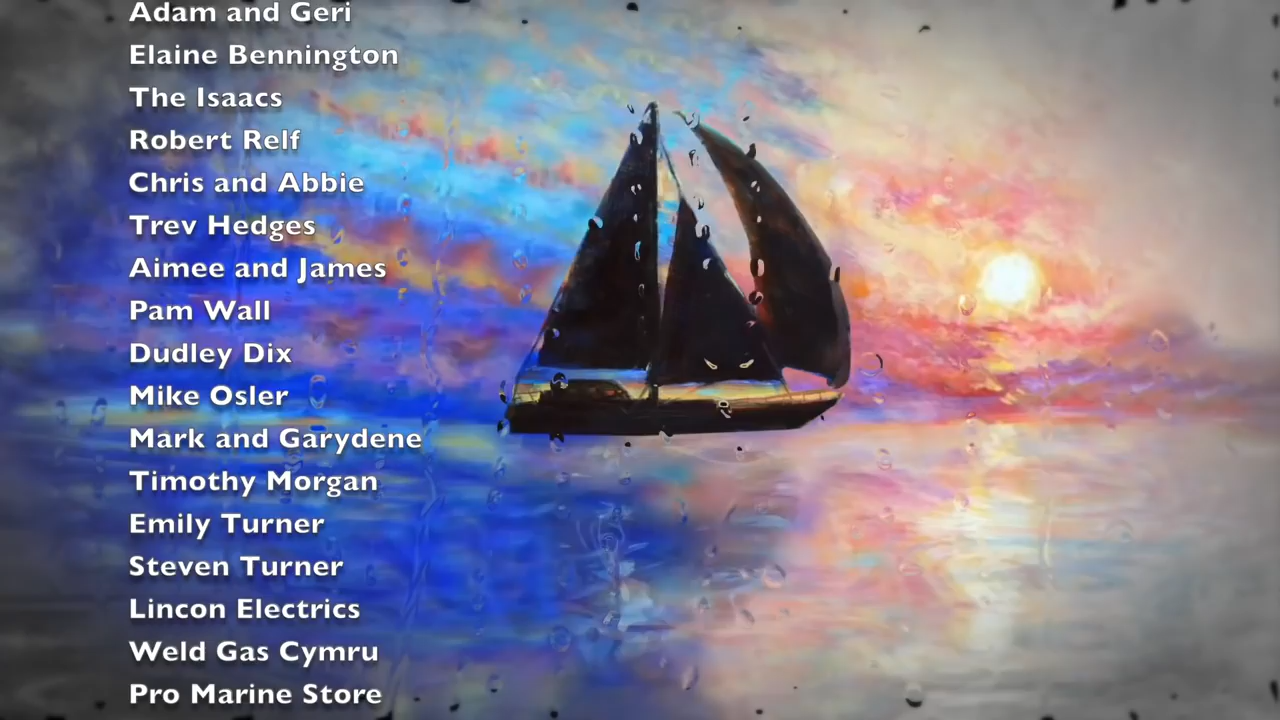 Adam and Geri
Elaine Bennington
The Isaacs
Robert Relf
Chris and Abbie
Trev Hedges
Aimee and James
Pam Wall
Dudley Dix
Mike Osler
Mark and Garydene
Timothy Morgan
Emily Turner
Steven Turner
Lincon Electrics
Weld Gas Cymru
Pro Marine Store